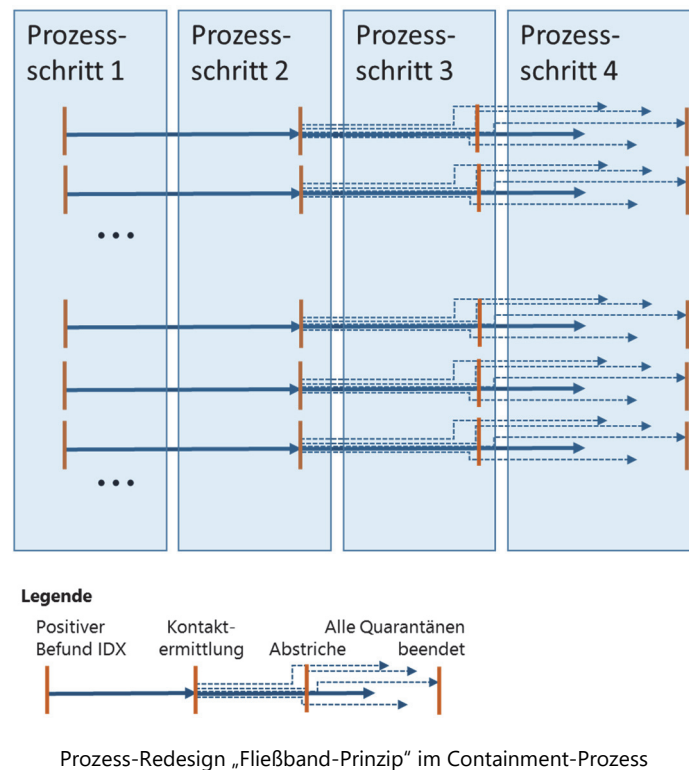 Prozess-
schritt 1
Prozess-
schritt 2
Prozess-
schritt 3
Prozess-
schritt 4
...
...
Legende
Positiver
Befund IDX
Kontakt-
ermittlung
Abstriche
Alle Quarantänen
beendet
Prozess-Redesign „Fließband-Prinzip“ im Containment-Prozess